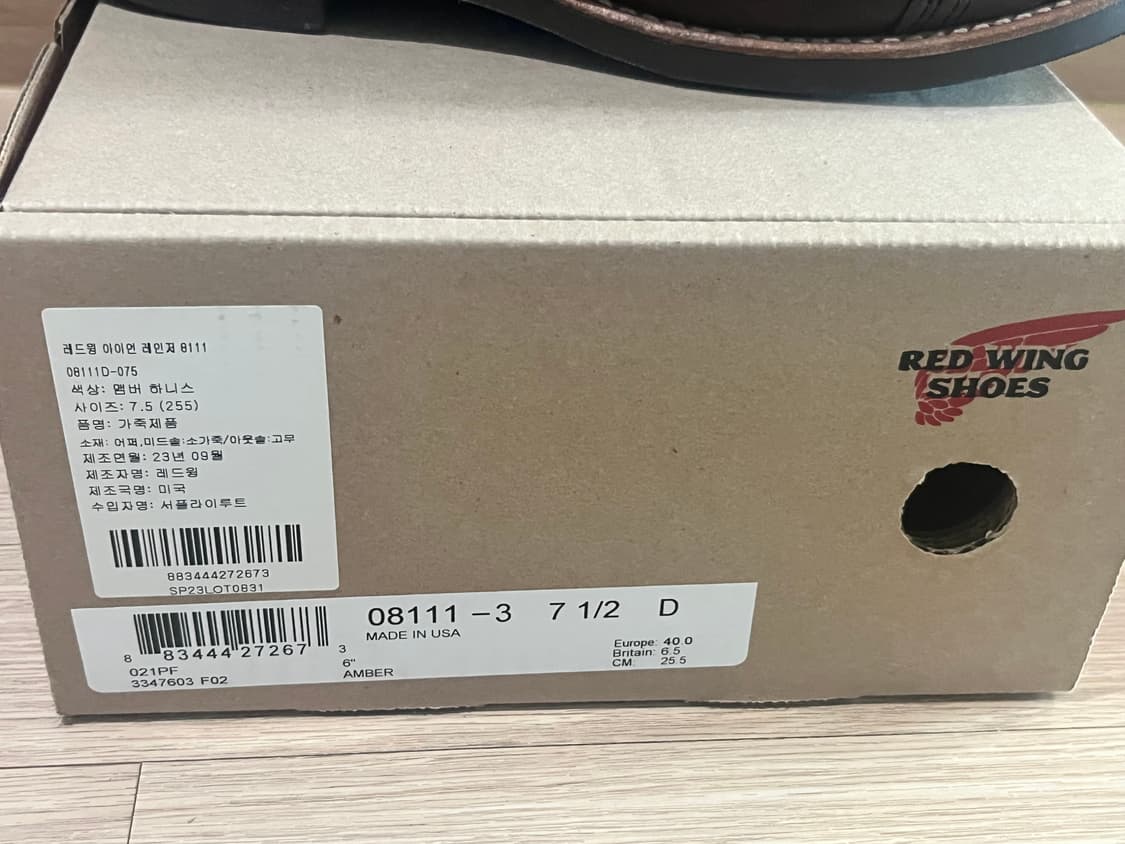 레드윙 아이언 레인저 8111
08111D-075
색상: 앰버 하니스
사이즈: 7.5 (255)
품명: 가죽제품
소재: 어퍼,미드솔:소가죽/아웃솔:고무
제조연월: 23년 09월
제조자명: 레드윙
제조국명: 미국
수입자명: 서플라이루트
883444272673
SP23LOT0831
RED WING
SHOES
08111 -3 7 1/2 D
MADE IN USA
8 83444 27267 3
021PF
3347603 F02
6"
AMBER
Europe: 40.0
Britain: 6.5
CM: 25.5